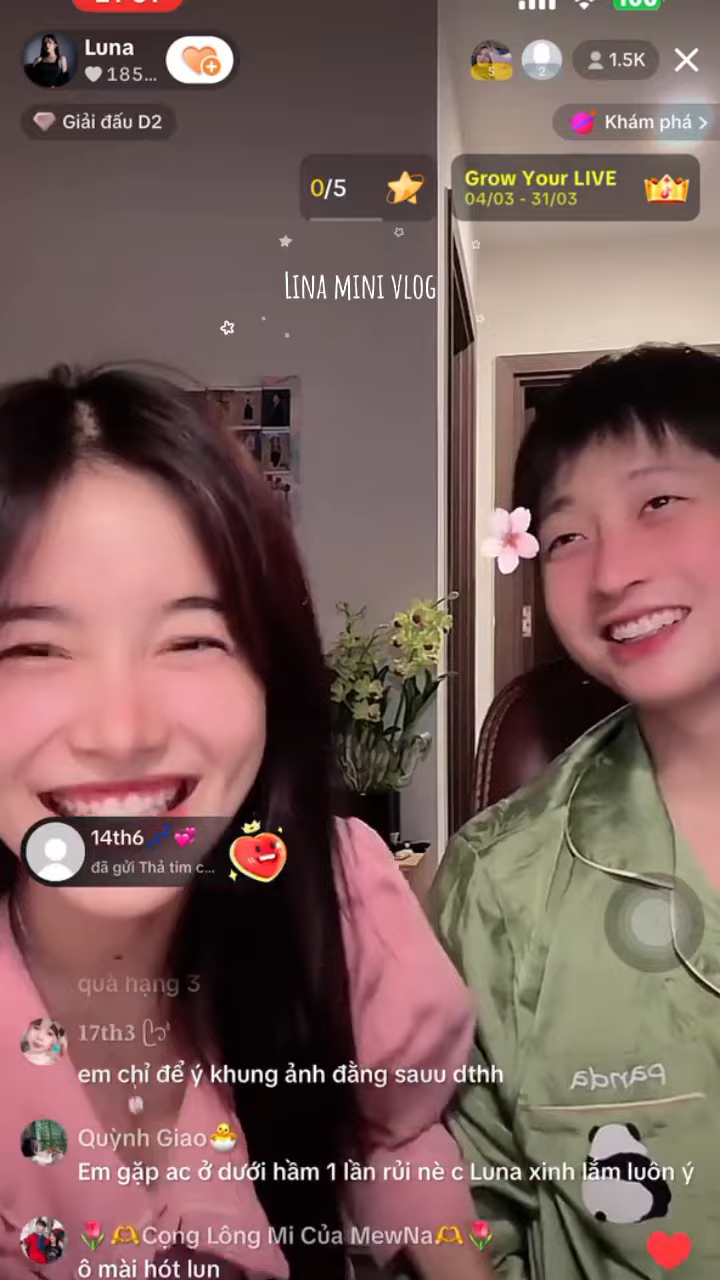 Luna
185...
1.5K
5
2
Giải đấu D2
Khám phá >
0/5
Grow Your LIVE
04/03 - 31/03
LINA MINI VLOG
14th6
đã gửi Thả tim c...
quà hạng 3
17th3
em chỉ để ý khung ảnh đằng sauu dthh
Quỳnh Giao
Em gặp ac ở dưới hầm 1 lần rủi nè c Luna xinh lắm luôn ý
Cọng Lông Mi Của MewNa
ô mài hót lun
panda